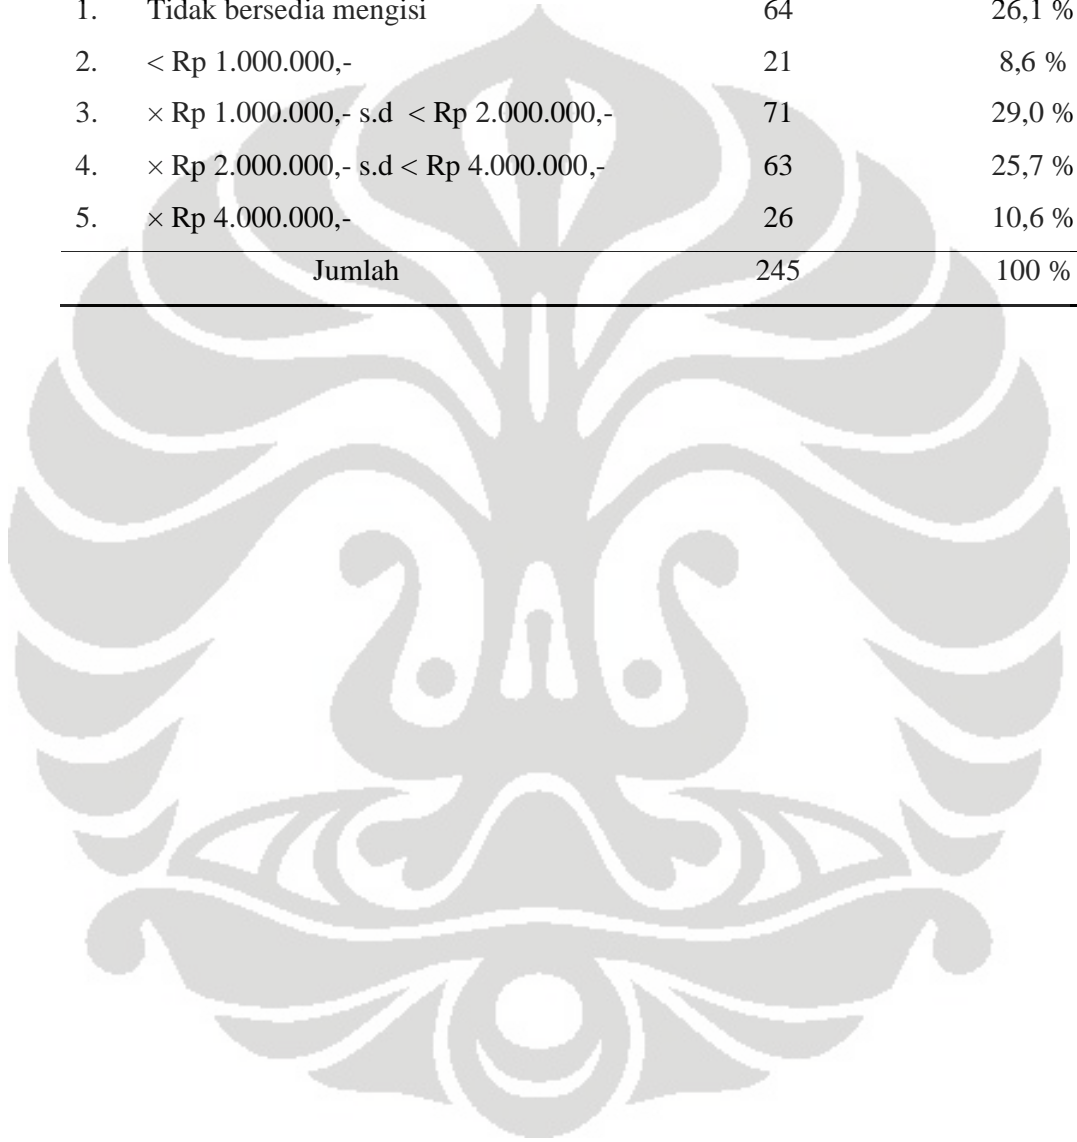 1. Tidak bersedia mengisi 64 26,1 %
2. < Rp 1.000.000,- 21 8,6 %
3. × Rp 1.000.000,- s.d < Rp 2.000.000,- 71 29,0 %
4. × Rp 2.000.000,- s.d < Rp 4.000.000,- 63 25,7 %
5. × Rp 4.000.000,- 26 10,6 %
Jumlah 245 100 %